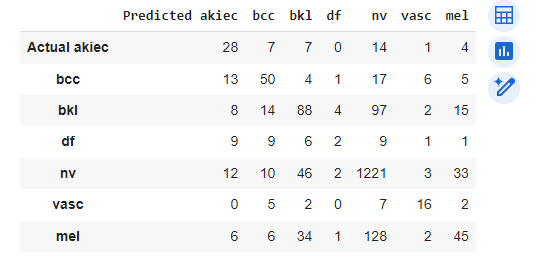 Predicted akiec bcc bkl df nv vasc mel
Actual akiec 28 7 7 0 14 1 4
bcc 13 50 4 1 17 6 5
bkl 8 14 88 4 97 2 15
df 9 9 6 2 9 1 1
nv 12 10 46 2 1221 3 33
vasc 0 5 2 0 7 16 2
mel 6 6 34 1 128 2 45